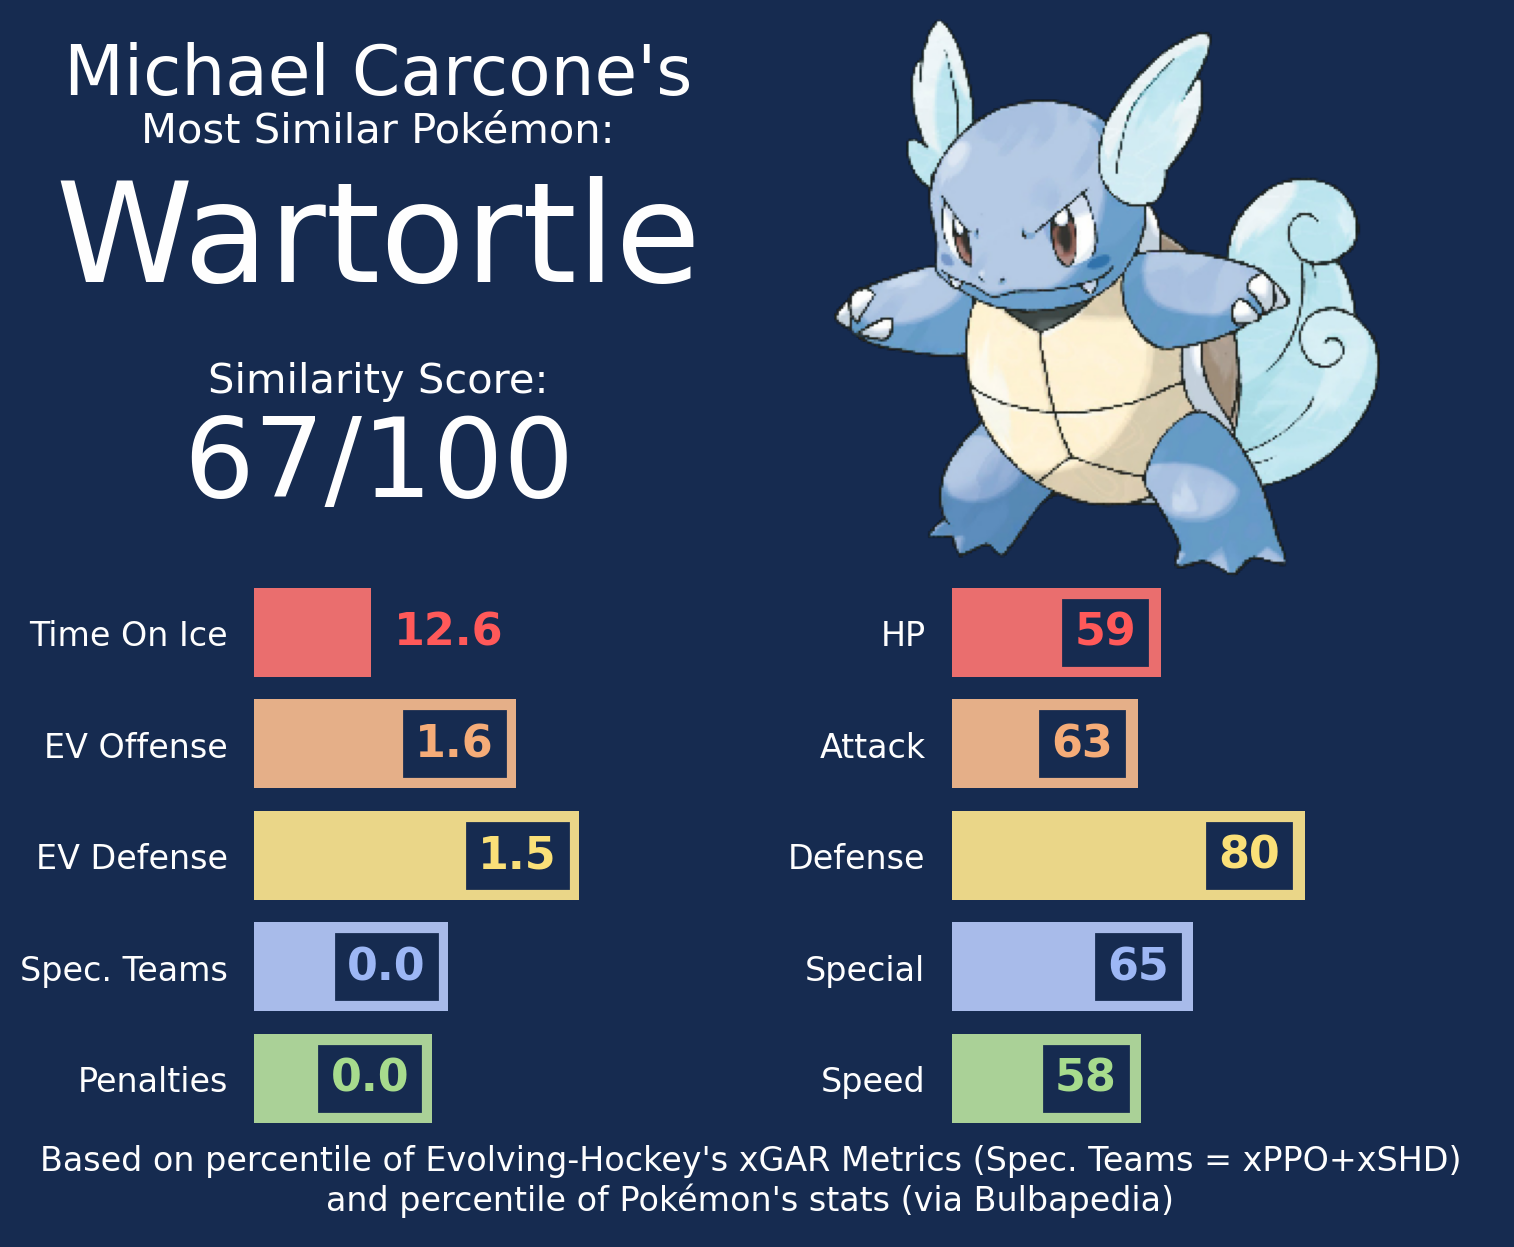 Michael Carcone's
Most Similar Pokémon:
Wartortle
Similarity Score:
67/100
Time On Ice 12.6
EV Offense 1.6
EV Defense 1.5
Spec. Teams 0.0
Penalties 0.0
HP 59
Attack 63
Defense 80
Special 65
Speed 58
Based on percentile of Evolving-Hockey's xGAR Metrics (Spec. Teams = xPPO+xSHD)
and percentile of Pokémon's stats (via Bulbapedia)